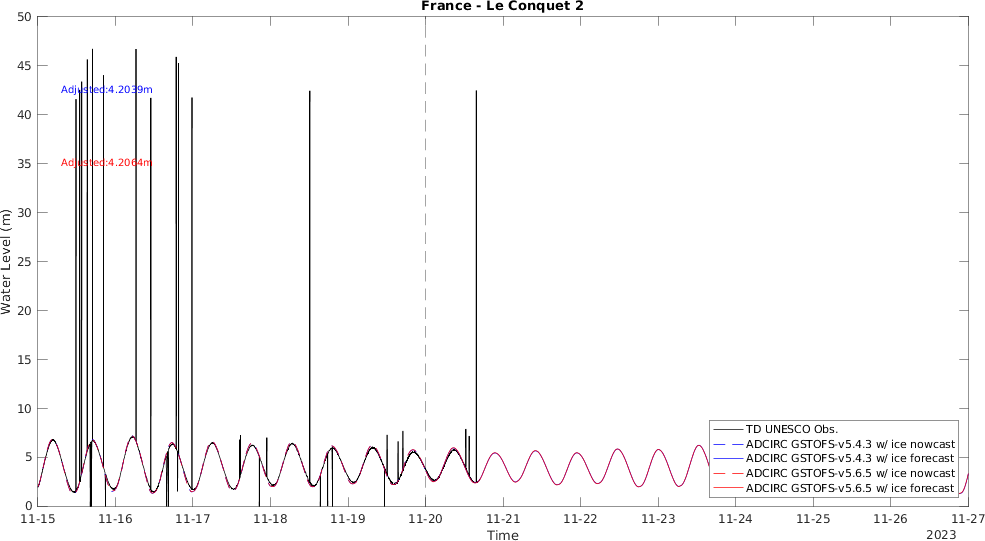 France - Le Conquet 2
50
45
40
35
30
25
20
15
10
5
0
Water Level (m)
Adjusted:4.2039m
Adjusted:4.2064m
TD UNESCO Obs.
ADCIRC GSTOFS-v5.4.3 w/ ice nowcast
ADCIRC GSTOFS-v5.4.3 w/ ice forecast
ADCIRC GSTOFS-v5.6.5 w/ ice nowcast
ADCIRC GSTOFS-v5.6.5 w/ ice forecast
11-15 11-16 11-17 11-18 11-19 11-20 11-21 11-22 11-23 11-24 11-25 11-26 11-27
Time
2023